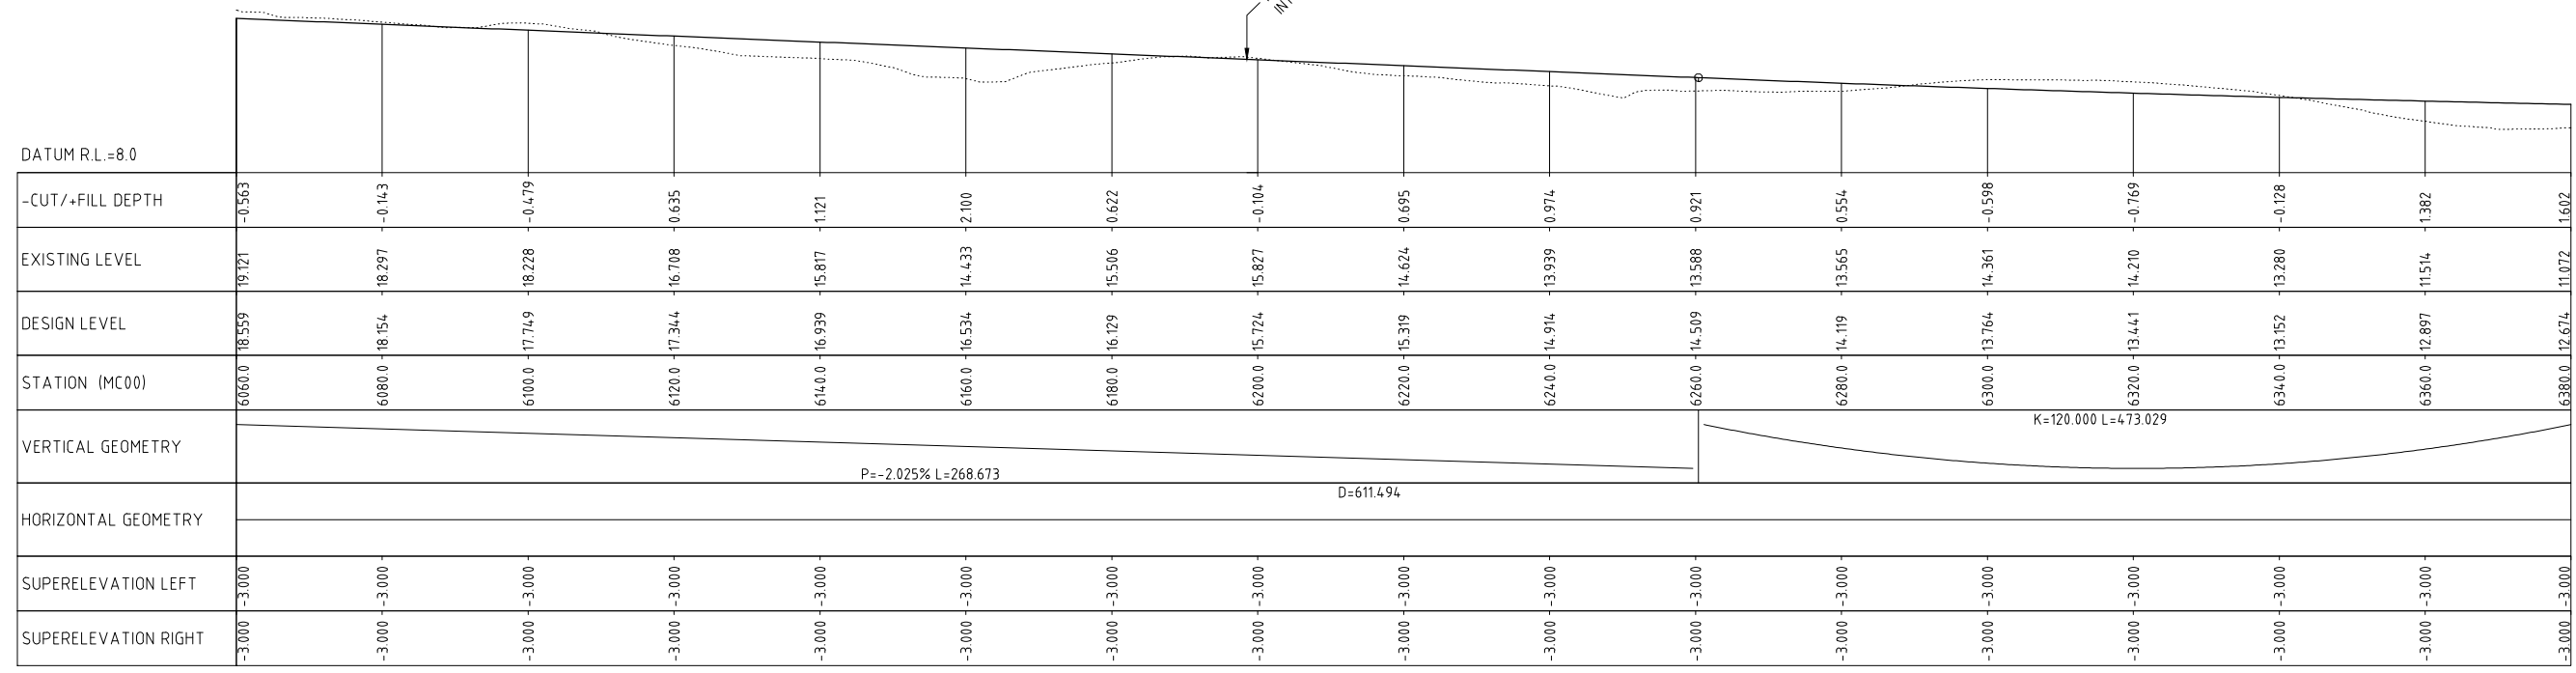 IN
DATUM R.L.=8.0
-CUT/+FILL DEPTH -0.563 -0.143 -0.479 0.635 1.121 2.100 0.622 -0.104 0.695 0.974 0.921 0.554 -0.598 -0.769 -0.128 1.382 1.602
EXISTING LEVEL 19.121 18.297 18.228 16.708 15.817 14.433 15.506 15.827 14.624 13.939 13.588 13.565 14.361 14.210 13.280 11.514 11.072
DESIGN LEVEL 18.559 18.154 17.749 17.344 16.939 16.534 16.129 15.724 15.319 14.914 14.509 14.119 13.764 13.441 13.152 12.897 12.674
STATION (MC00) 6060.0 6080.0 6100.0 6120.0 6140.0 6160.0 6180.0 6200.0 6220.0 6240.0 6260.0 6280.0 6300.0 6320.0 6340.0 6360.0 6380.0
VERTICAL GEOMETRY
P=-2.025% L=268.673
K=120.000 L=473.029
HORIZONTAL GEOMETRY
D=611.494
SUPERELEVATION LEFT -3.000 -3.000 -3.000 -3.000 -3.000 -3.000 -3.000 -3.000 -3.000 -3.000 -3.000 -3.000 -3.000 -3.000 -3.000 -3.000 -3.000
SUPERELEVATION RIGHT -3.000 -3.000 -3.000 -3.000 -3.000 -3.000 -3.000 -3.000 -3.000 -3.000 -3.000 -3.000 -3.000 -3.000 -3.000 -3.000 -3.000